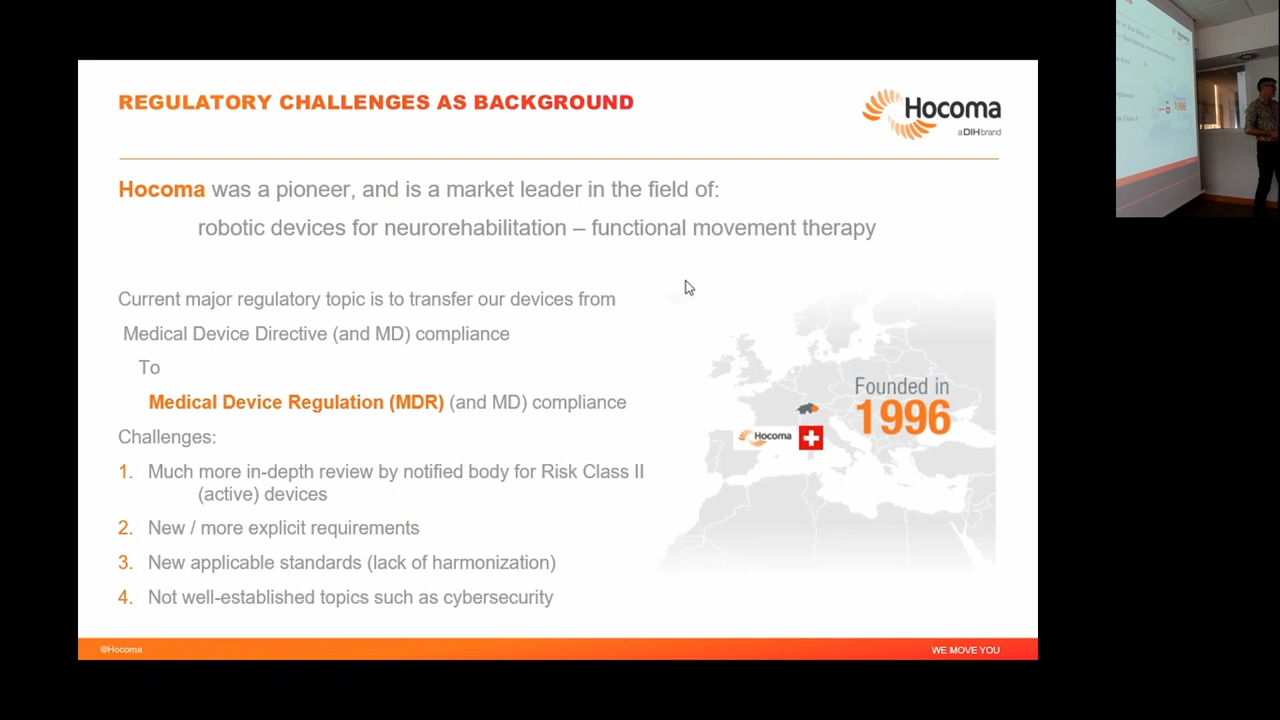 REGULATORY CHALLENGES AS BACKGROUND
Hocoma
a DIH brand
Hocoma was a pioneer, and is a market leader in the field of:
robotic devices for neurorehabilitation – functional movement therapy
Current major regulatory topic is to transfer our devices from
Medical Device Directive (and MD) compliance
To
Medical Device Regulation (MDR) (and MD) compliance
Challenges:
1. Much more in-depth review by notified body for Risk Class II
(active) devices
2. New / more explicit requirements
3. New applicable standards (lack of harmonization)
4. Not well-established topics such as cybersecurity
Founded in
1996
Hocoma
©Hocoma
WE MOVE YOU
1996